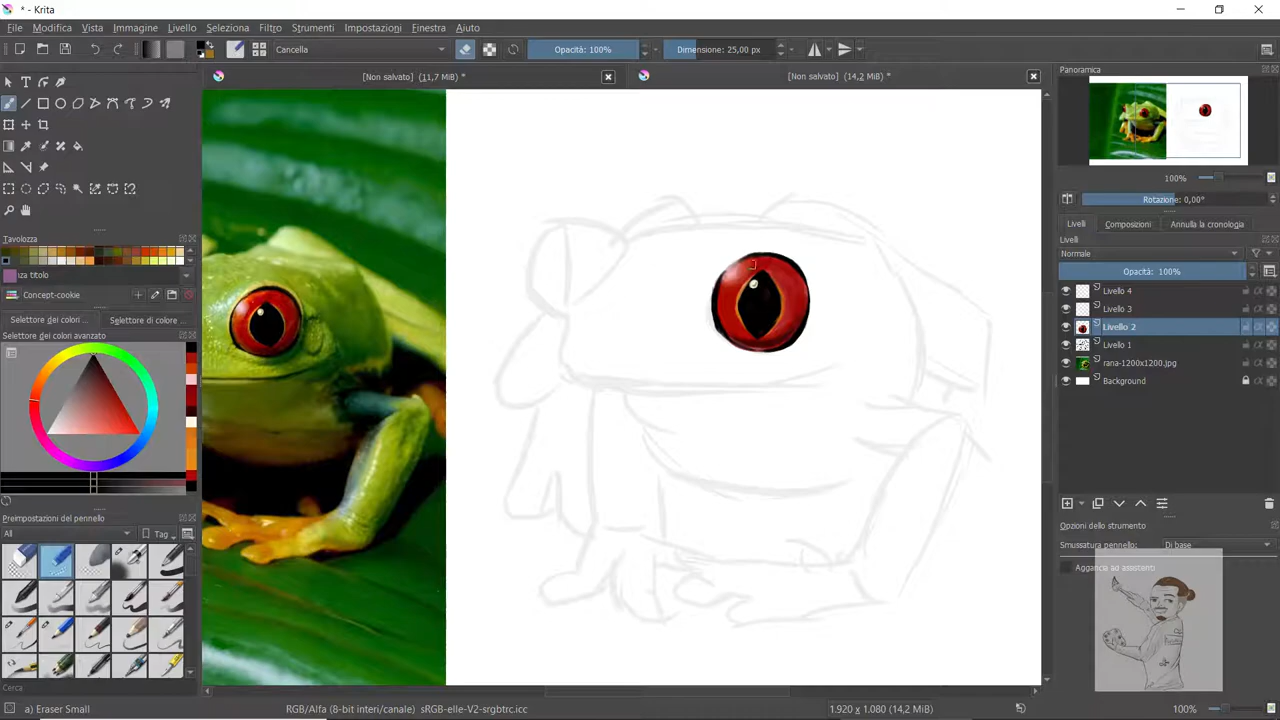 * - Krita
File Modifica Vista Immagine Livello Seleziona Filtro Strumenti Impostazioni Finestra Aiuto
Cancella Opacità: 100% Dimensione: 25,00 px
[Non salvato] (11,7 MiB) *
[Non salvato] (14,2 MiB) *
Panoramica
100%
Rotazione: 0,00°
Livelli Composizioni Annulla la cronologia
Livelli
Normale
Opacità: 100%
Livello 4
Livello 3
Livello 2
Livello 1
rana-1200x1200.jpg
Background
Opzioni dello strumento
Smussatura pennello: Di base
Aggancia ad assistenti
Tavolozza
nza titolo
Concept-cookie
Selettore dei colori ... Selettore di colore ...
Selettore dei colori avanzato
Preimpostazioni del pennello
All Tag
Cerca
a) Eraser Small
RGB/Alfa (8-bit interi/canale) sRGB-elle-V2-srgbtrc.icc
1.920 x 1.080 (14,2 MiB)
100%